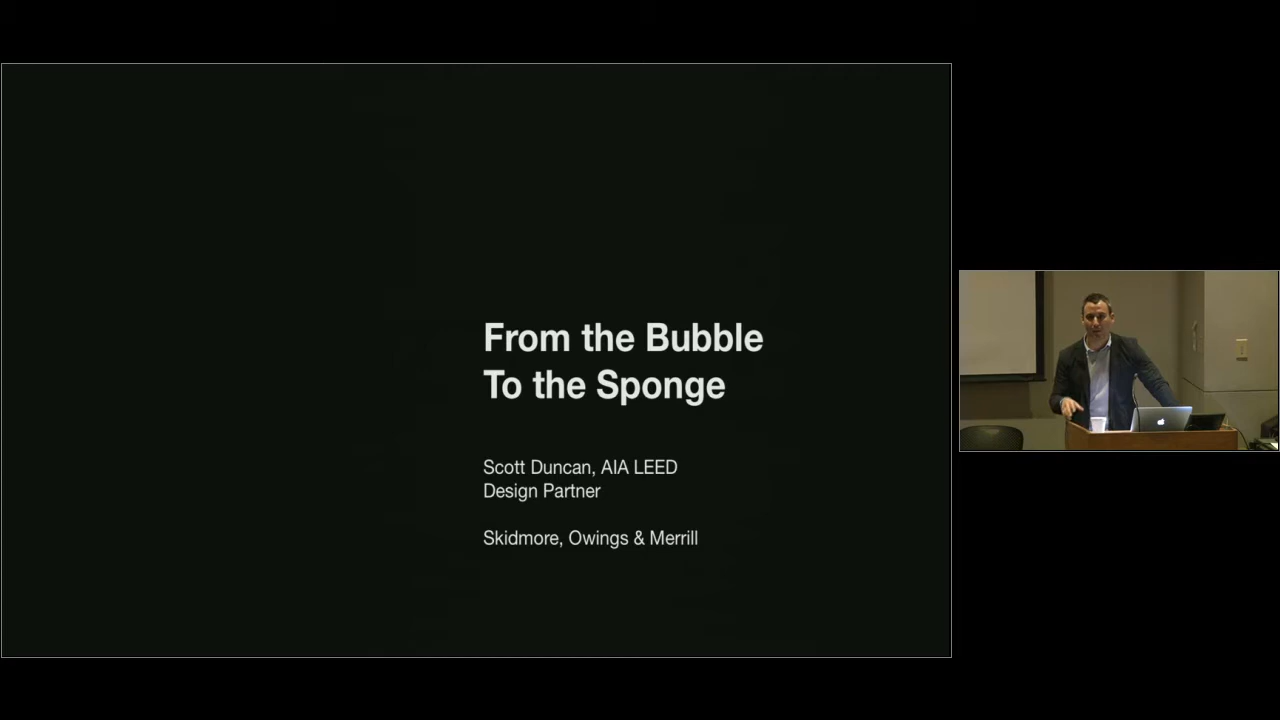 From the Bubble
To the Sponge
Scott Duncan, AIA LEED
Design Partner
Skidmore, Owings & Merrill